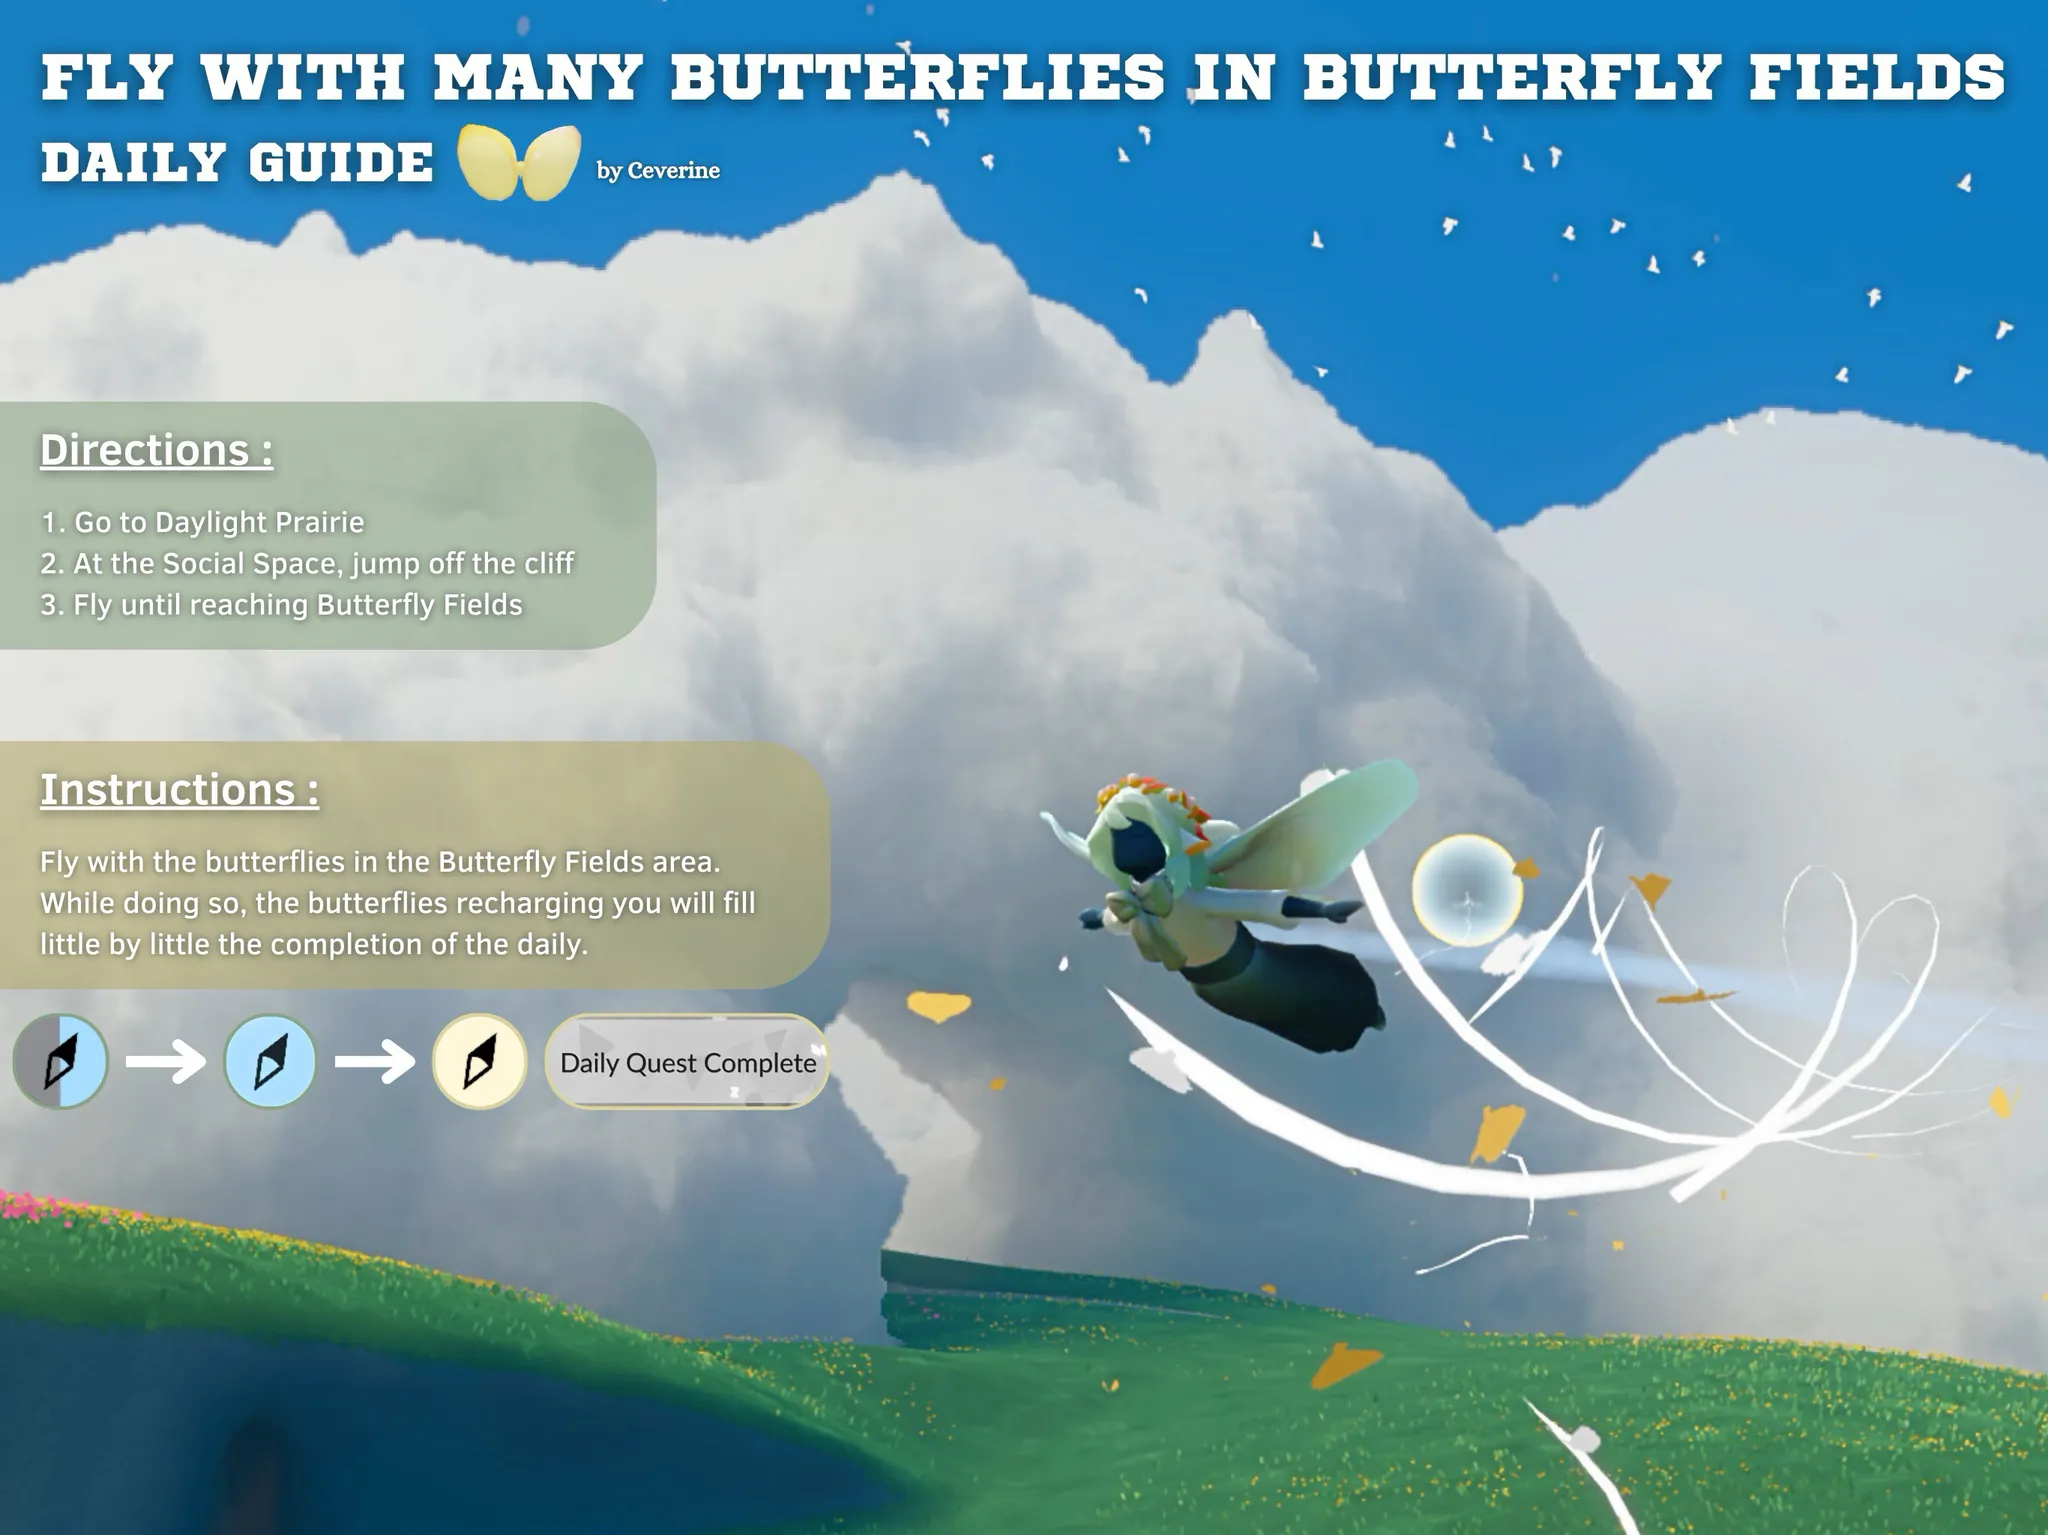 FLY WITH MANY BUTTERFLIES IN BUTTERFLY FIELDS
DAILY GUIDE
by Ceverine
Directions :
1. Go to Daylight Prairie
2. At the Social Space, jump off the cliff
3. Fly until reaching Butterfly Fields
Instructions :
Fly with the butterflies in the Butterfly Fields area.
While doing so, the butterflies recharging you will fill
little by little the completion of the daily.
Daily Quest Complete